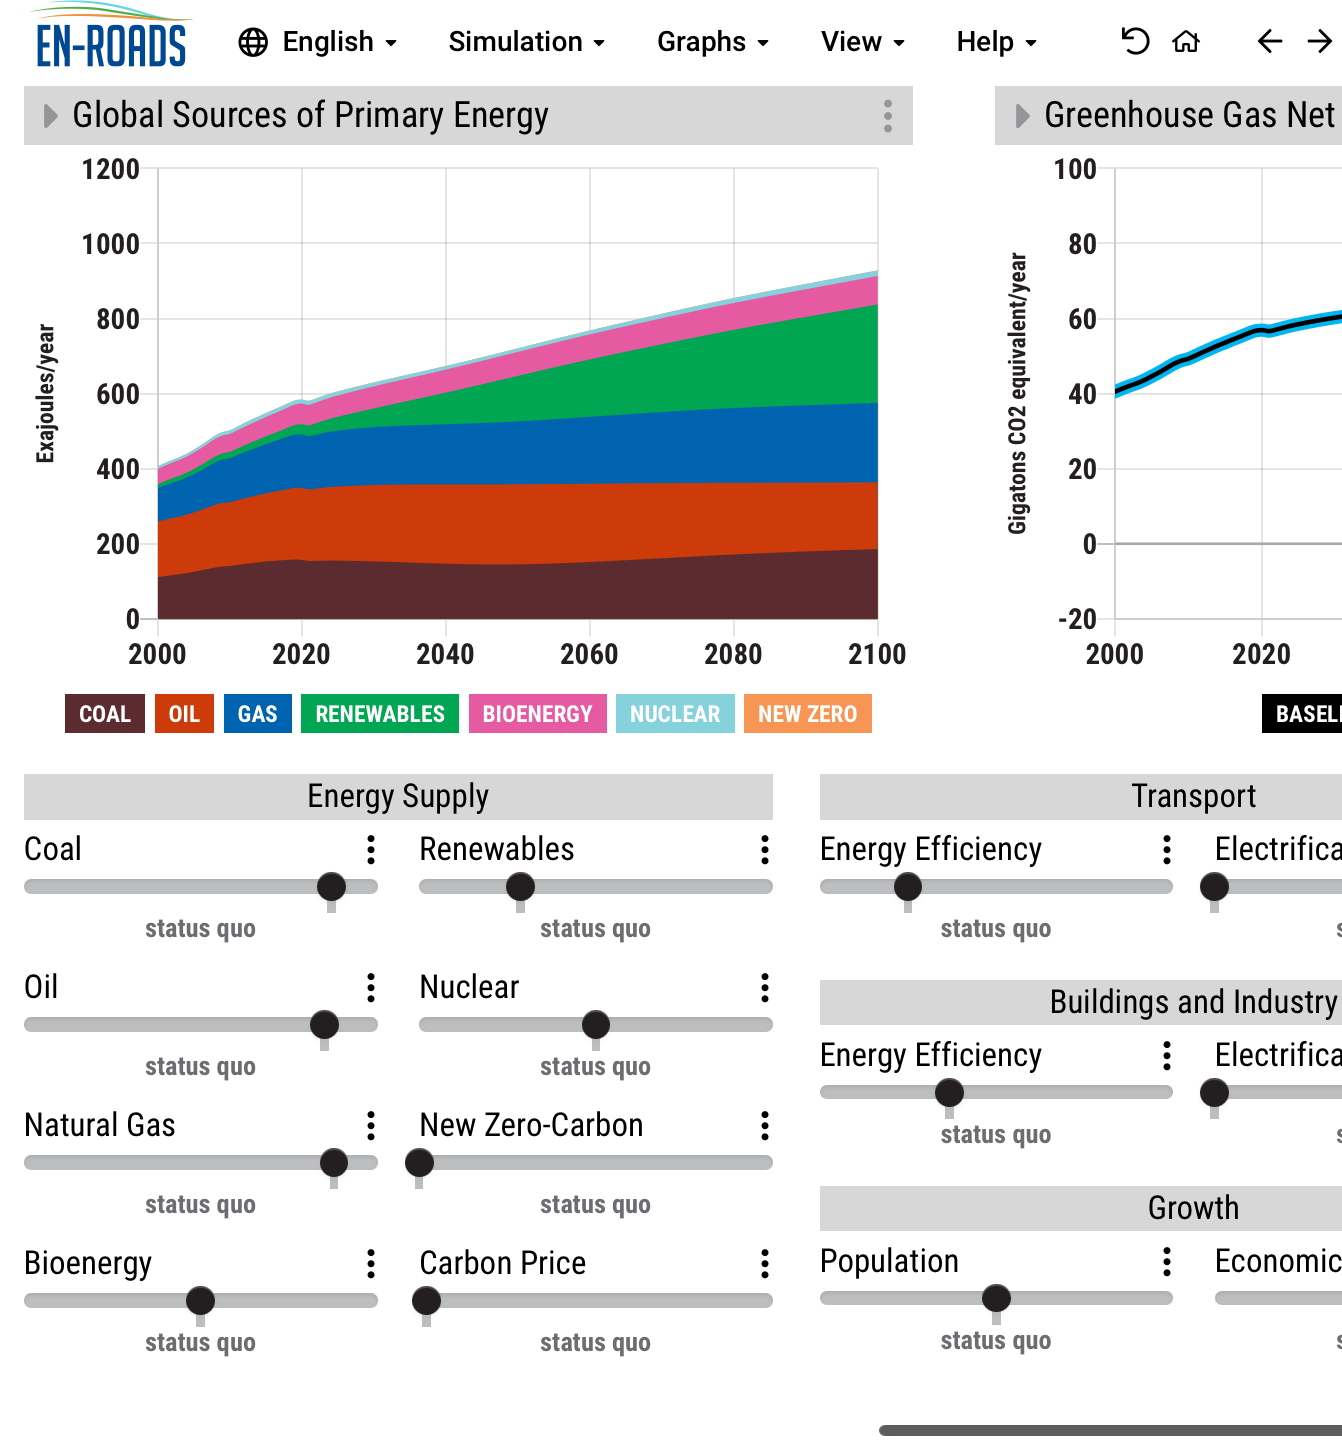 EN-ROADS
English
Simulation
Graphs
View
Help
Global Sources of Primary Energy
1200
1000
800
600
400
200
0
Exajoules/year
2000 2020 2040 2060 2080 2100
COAL OIL GAS RENEWABLES BIOENERGY NUCLEAR NEW ZERO
Greenhouse Gas Net
100
80
60
40
20
0
-20
Gigatons CO2 equivalent/year
2000 2020
BASELI
Energy Supply
Coal
status quo
Renewables
status quo
Oil
status quo
Nuclear
status quo
Natural Gas
status quo
New Zero-Carbon
status quo
Bioenergy
status quo
Carbon Price
status quo
Transport
Energy Efficiency
status quo
Electrifica
s
Buildings and Industry
Energy Efficiency
status quo
Electrifica
s
Growth
Population
status quo
Economic
s